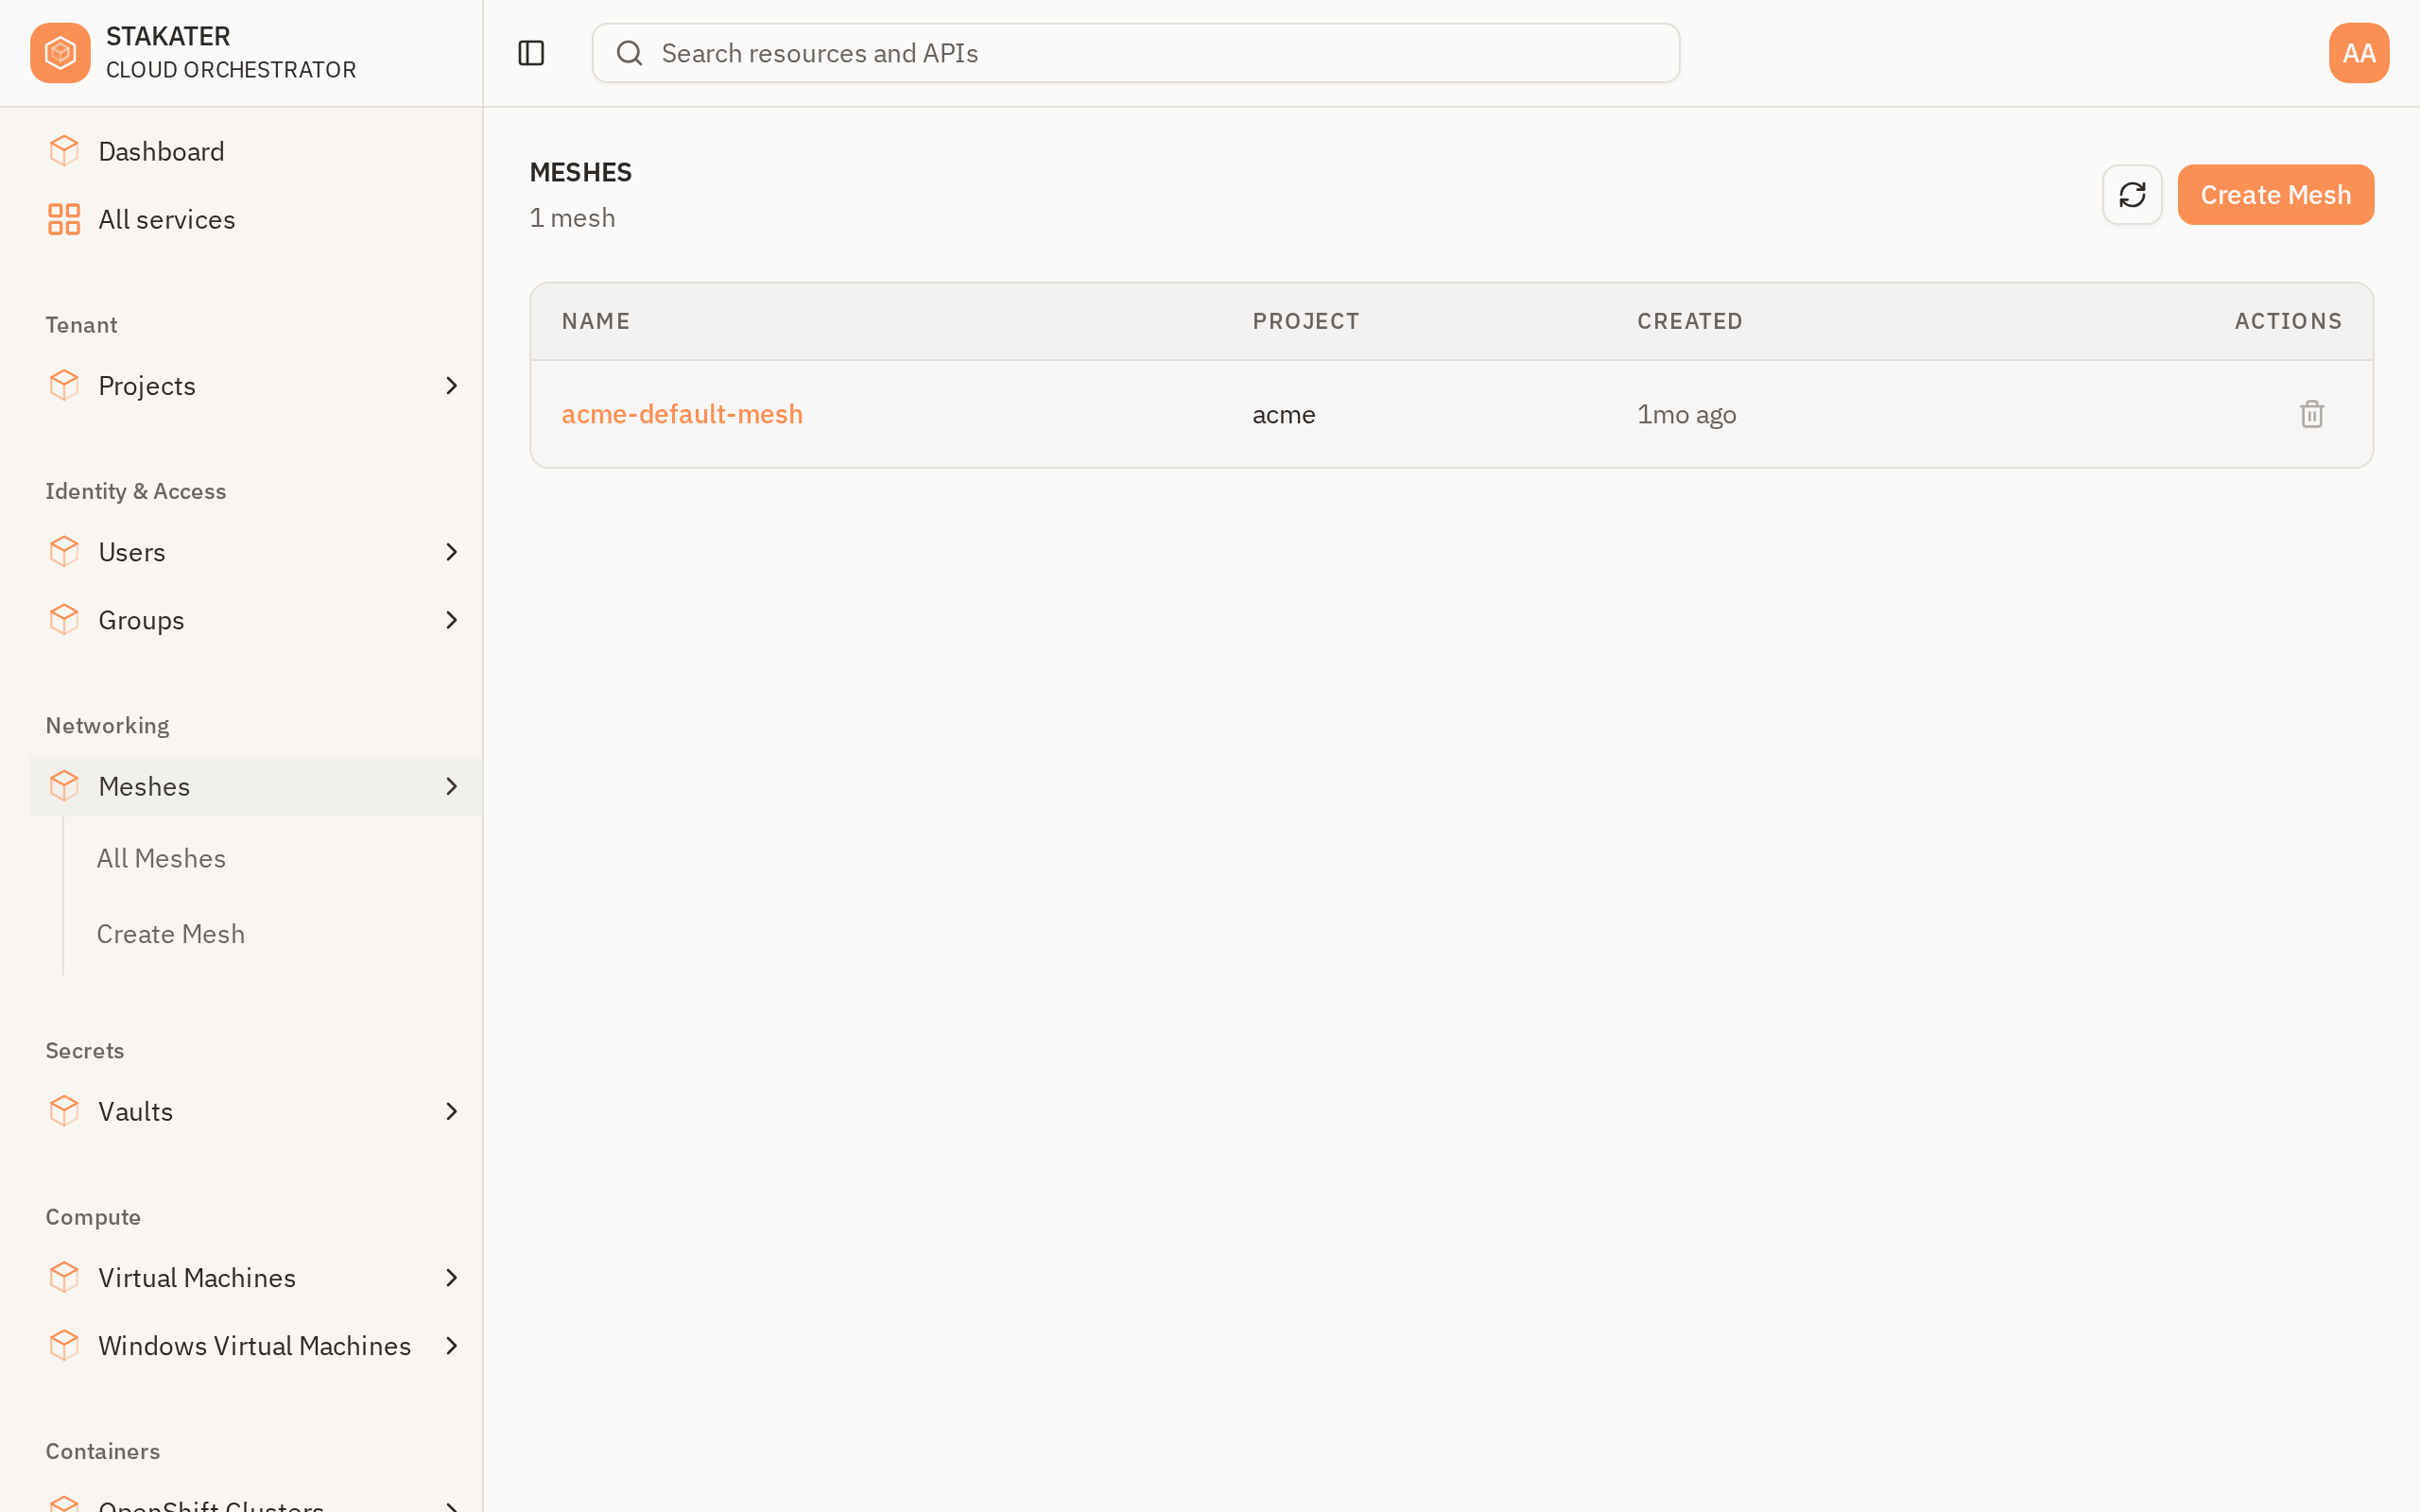 STAKATER
CLOUD ORCHESTRATOR
Search resources and APIs
AA
Dashboard
All services
Tenant
Projects
Identity & Access
Users
Groups
Networking
Meshes
All Meshes
Create Mesh
Secrets
Vaults
Compute
Virtual Machines
Windows Virtual Machines
Containers
OpenShift Clusters
MESHES
1 mesh
Create Mesh
NAME PROJECT CREATED ACTIONS
acme-default-mesh acme 1mo ago